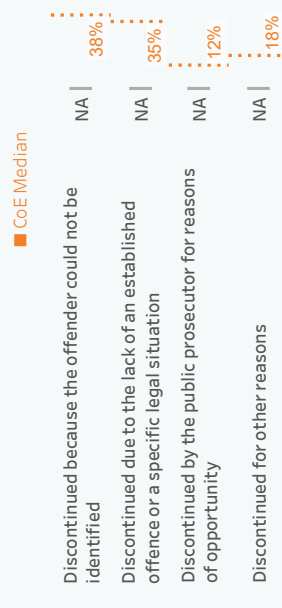 CoE Median
Discontinued because the offender could not be
identified
NA
38%
Discontinued due to the lack of an established
offence or a specific legal situation
NA
35%
Discontinued by the public prosecutor for reasons
of opportunity
NA
12%
Discontinued for other reasons
NA
18%